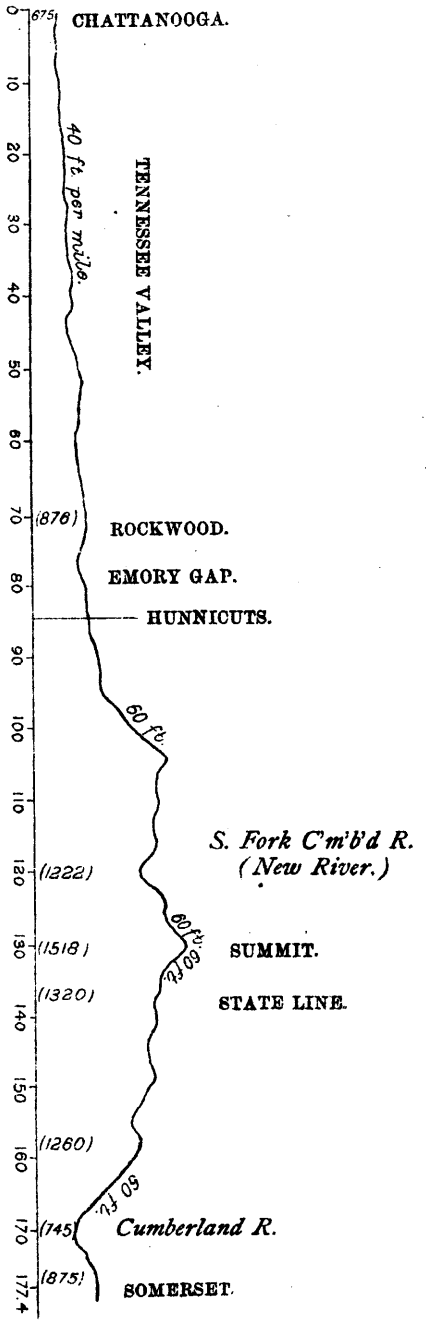 0
675
CHATTANOOGA.
10
20
40 ft. per mile.
30
TENNESSEE VALLEY.
40
50
60
70
(876)
ROCKWOOD.
80
EMORY GAP.
HUNNICUTS.
90
60 ft.
100
110
S. Fork C'm'b'd R.
(New River.)
120
(1222)
60 ft.
130
(1518)
SUMMIT.
60 ft.
(1320)
STATE LINE.
140
150
(1260)
160
50 ft.
170
(745)
Cumberland R.
(875)
SOMERSET.
177.4